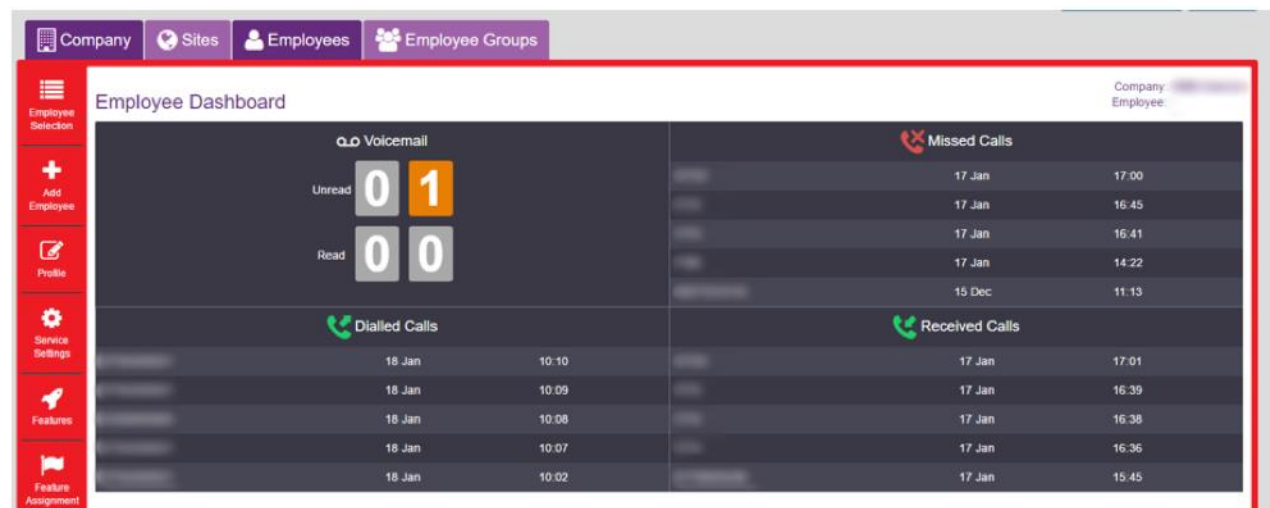 Company Sites Employees Employee Groups
Employee Dashboard
Company:
Employee:
Employee
Selection
Add
Employee
Profile
Service
Settings
Features
Feature
Assignment
Voicemail
Unread 0 1
Read 0 0
Missed Calls
17 Jan 17:00
17 Jan 16:45
17 Jan 16:41
17 Jan 14:22
15 Dec 11:13
Dialled Calls
18 Jan 10:10
18 Jan 10:09
18 Jan 10:08
18 Jan 10:07
18 Jan 10:02
Received Calls
17 Jan 17:01
17 Jan 16:39
17 Jan 16:38
17 Jan 16:36
17 Jan 15:45